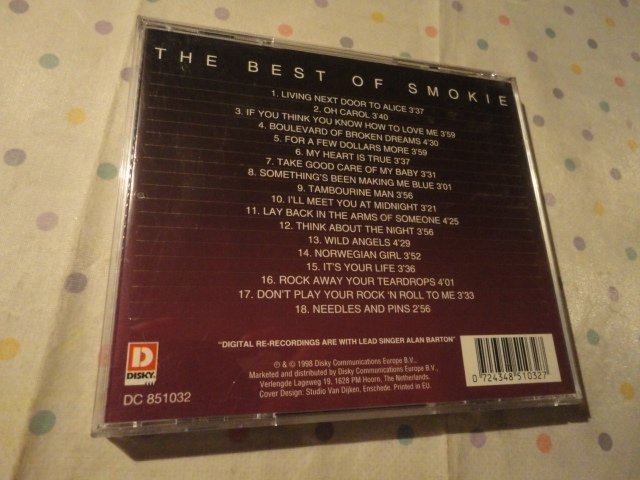 THE BEST OF SMOKIE
1. LIVING NEXT DOOR TO ALICE 3'37
2. OH CAROL 3'40
3. IF YOU THINK YOU KNOW HOW TO LOVE ME 3'59
4. BOULEVARD OF BROKEN DREAMS 4'30
5. FOR A FEW DOLLARS MORE 3'59
6. MY HEART IS TRUE 3'37
7. TAKE GOOD CARE OF MY BABY 3'31
8. SOMETHING'S BEEN MAKING ME BLUE 3'01
9. TAMBOURINE MAN 3'56
10. I'LL MEET YOU AT MIDNIGHT 3'21
11. LAY BACK IN THE ARMS OF SOMEONE 4'25
12. THINK ABOUT THE NIGHT 3'56
13. WILD ANGELS 4'29
14. NORWEGIAN GIRL 3'52
15. IT'S YOUR LIFE 3'36
16. ROCK AWAY YOUR TEARDROPS 4'01
17. DON'T PLAY YOUR ROCK 'N ROLL TO ME 3'33
18. NEEDLES AND PINS 2'56
"DIGITAL RE-RECORDINGS ARE WITH LEAD SINGER ALAN BARTON"
D
DISKY
DC 851032
℗ & © 1998 Disky Communications Europe B.V.,
Marketed and distributed by Disky Communications Europe B.V.,
Verlengde Lageweg 19, 1628 PM Hoorn, The Netherlands.
Cover Design: Studio Van Dijken, Enschede. Printed in EU.
0 724348 510327